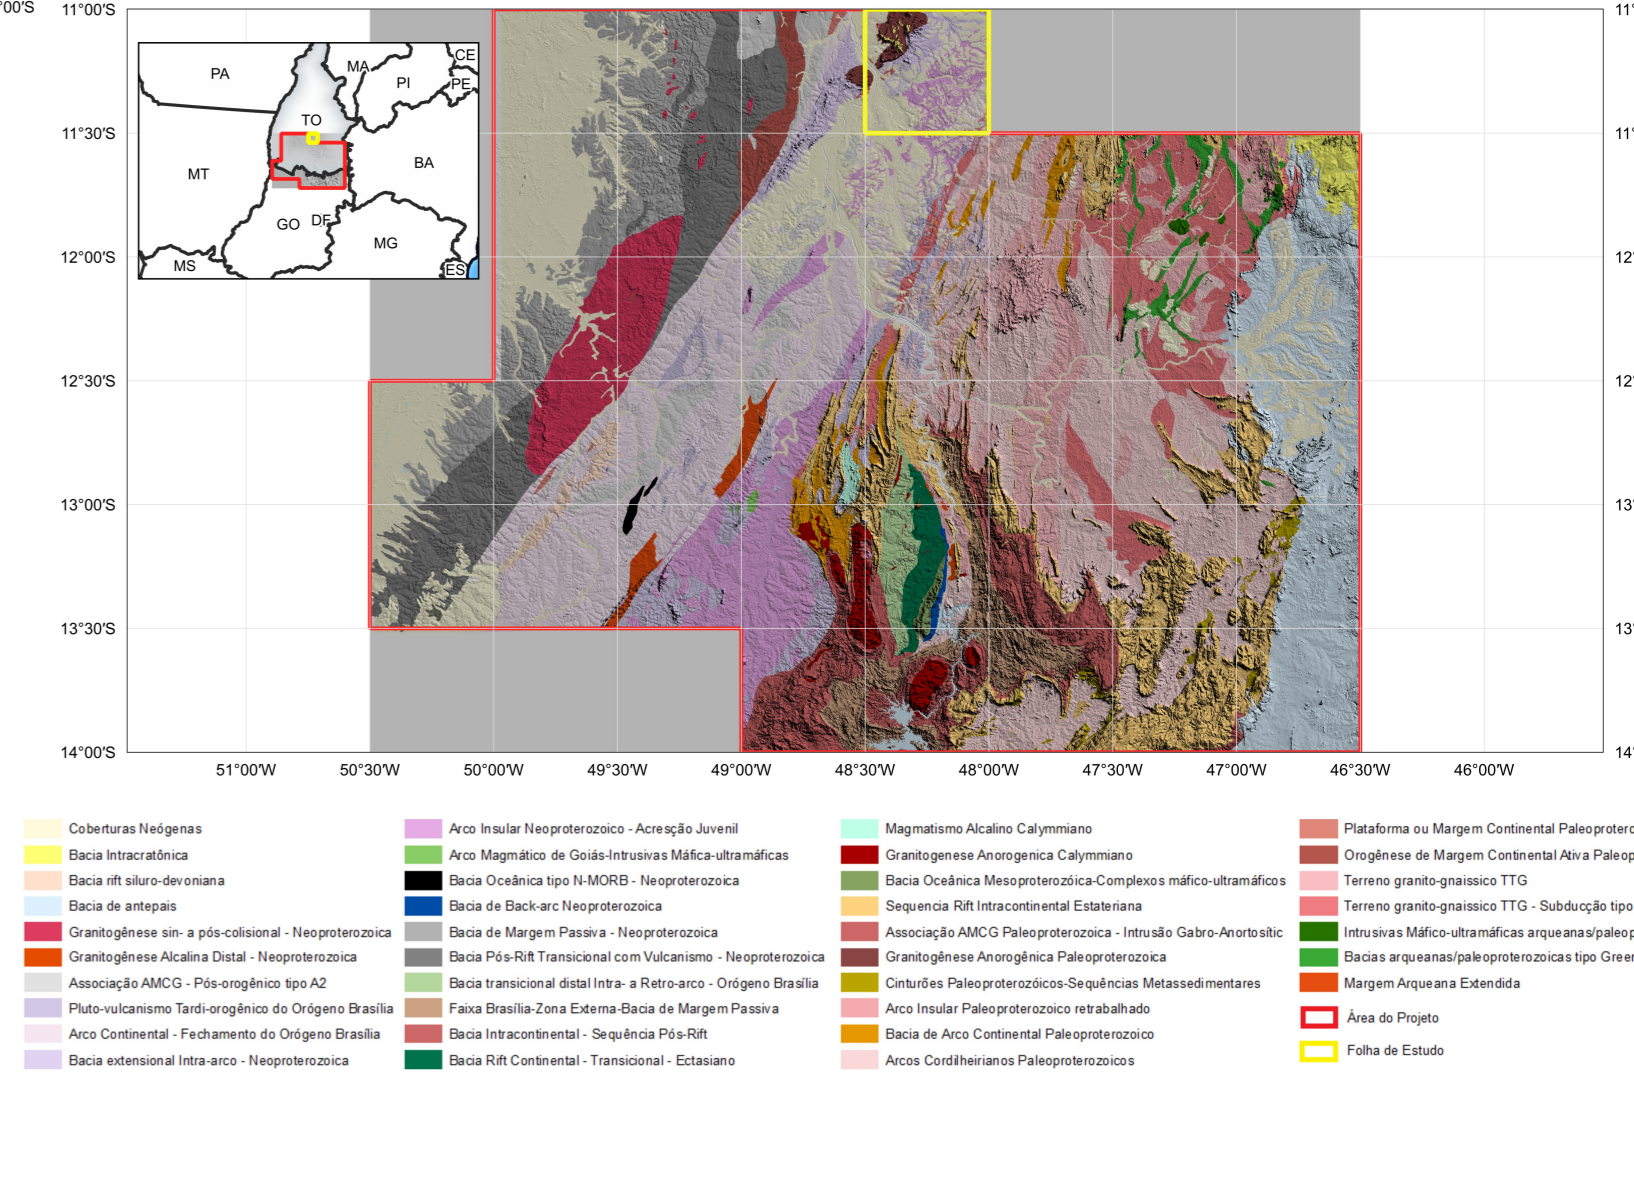 00'S
11°00'S
11°
PA
MA
CE
PI
PE
TO
11°30'S
11°
BA
MT
GO
DF
MG
12°00'S
12°
MS
ES
12°30'S
12°
13°00'S
13°
13°30'S
13°
14°00'S
14°
51°00'W
50°30'W
50°00'W
49°30'W
49°00'W
48°30'W
48°00'W
47°30'W
47°00'W
46°30'W
46°00'W
Coberturas Neógenas
Bacia Intracratônica
Bacia rift siluro-devoniana
Bacia de antepais
Granitogênese sin- a pós-colisional - Neoproterozoica
Granitogênese Alcalina Distal - Neoproterozoica
Associação AMCG - Pós-orogênico tipo A2
Pluto-vulcanismo Tardi-orogênico do Orógeno Brasília
Arco Continental - Fechamento do Orógeno Brasília
Bacia extensional Intra-arco - Neoproterozoica
Arco Insular Neoproterozoico - Acresção Juvenil
Arco Magmático de Goiás-Intrusivas Máfica-ultramáficas
Bacia Oceânica tipo N-MORB - Neoproterozoica
Bacia de Back-arc Neoproterozoica
Bacia de Margem Passiva - Neoproterozoica
Bacia Pós-Rift Transicional com Vulcanismo - Neoproterozoica
Bacia transicional distal Intra- a Retro-arco - Orógeno Brasília
Faixa Brasília-Zona Externa-Bacia de Margem Passiva
Bacia Intracontinental - Sequência Pós-Rift
Bacia Rift Continental - Transicional - Ectasiano
Magmatismo Alcalino Calymmiano
Granitogenese Anorogenica Calymmiano
Bacia Oceânica Mesoproterozóica-Complexos máfico-ultramáficos
Sequencia Rift Intracontinental Estateriana
Associação AMCG Paleoproterozoica - Intrusão Gabro-Anortosític
Granitogênese Anorogênica Paleoproterozoica
Cinturões Paleoproterozóicos-Sequências Metassedimentares
Arco Insular Paleoproterozoico retrabalhado
Bacia de Arco Continental Paleoproterozoico
Arcos Cordilheirianos Paleoproterozoicos
Plataforma ou Margem Continental Paleoprotero
Orogênese de Margem Continental Ativa Paleop
Terreno granito-gnaissico TTG
Terreno granito-gnaissico TTG - Subducção tipo
Intrusivas Máfico-ultramáficas arqueanas/paleop
Bacias arqueanas/paleoproterozoicas tipo Greer
Margem Arqueana Extendida
Área do Projeto
Folha de Estudo